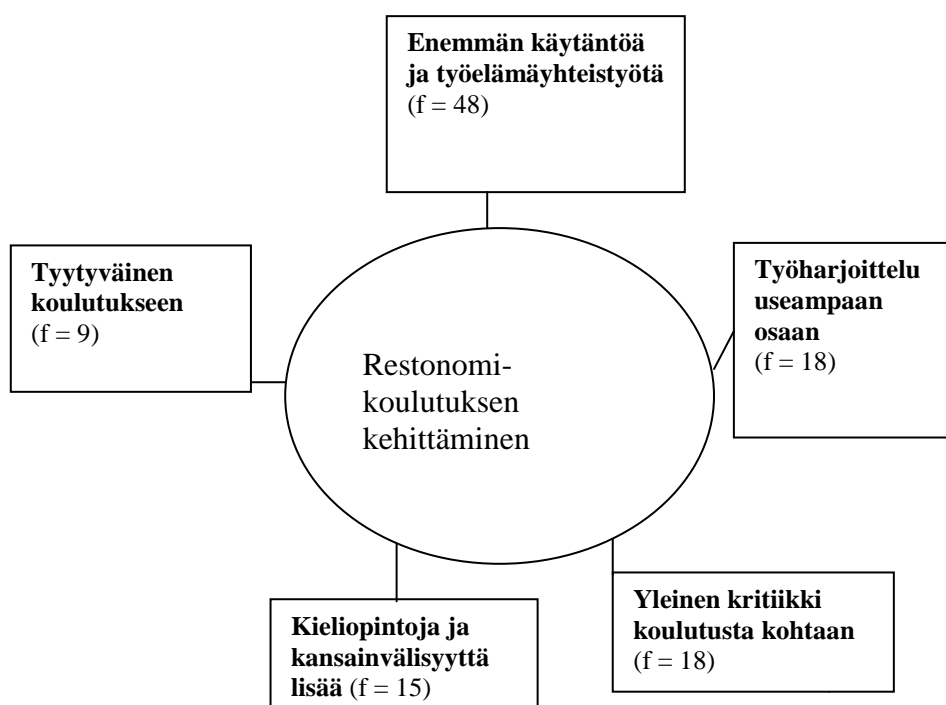 Enemmän käytäntöä
ja työelämäyhteistyötä
(f = 48)
Tyytyväinen
koulutukseen
(f = 9)
Työharjoittelu
useampaan
osaan
(f = 18)
Restonomi-
koulutuksen
kehittäminen
Kieliopintoja ja
kansainvälisyyttä
lisää (f = 15)
Yleinen kritiikki
koulutusta kohtaan
(f = 18)